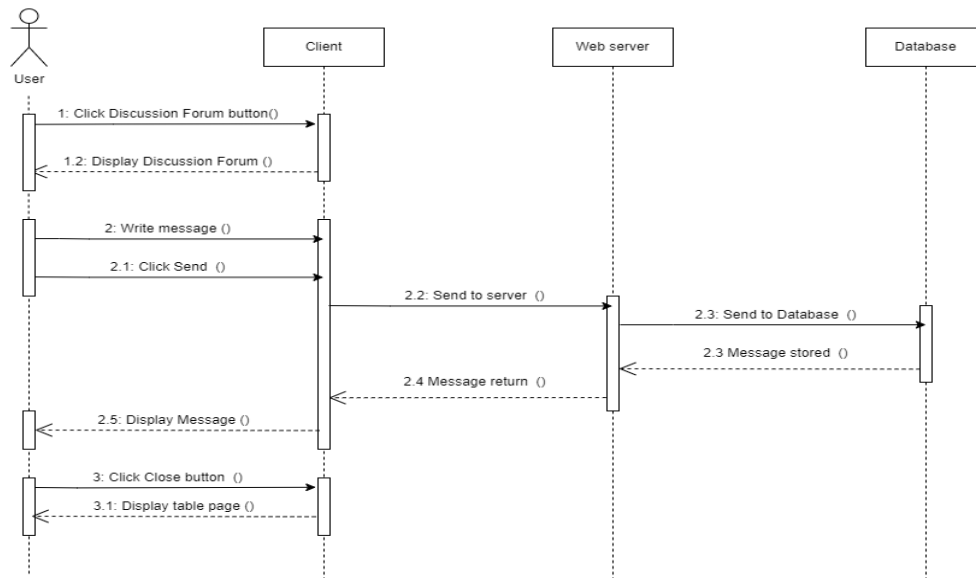 User
Client
Web server
Database
1: Click Discussion Forum button()
1.2: Display Discussion Forum ()
2: Write message ()
2.1: Click Send ()
2.2: Send to server ()
2.3: Send to Database ()
2.3 Message stored ()
2.4 Message return ()
2.5: Display Message ()
3: Click Close button ()
3.1: Display table page ()